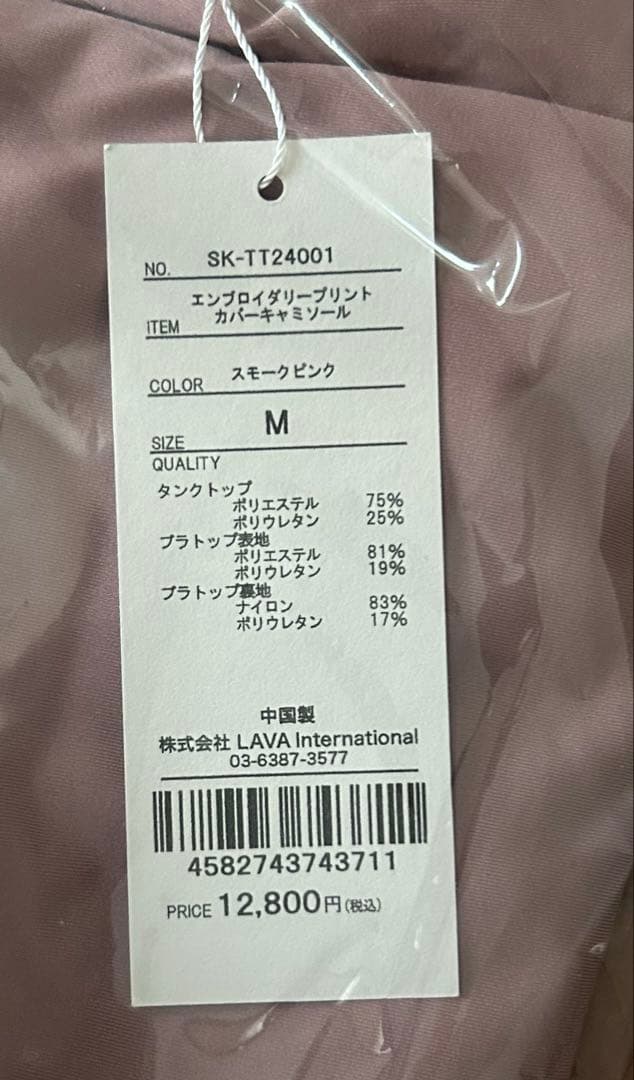 NO. SK-TT24001
エンブロイダリープリント
カバーキャミソール
ITEM
COLOR スモークピンク
SIZE M
QUALITY
タンクトップ
ポリエステル 75%
ポリウレタン 25%
ブラトップ表地
ポリエステル 81%
ポリウレタン 19%
ブラトップ裏地
ナイロン 83%
ポリウレタン 17%
中国製
株式会社 LAVA International
03-6387-3577
4582743743711
PRICE 12,800円(税込)